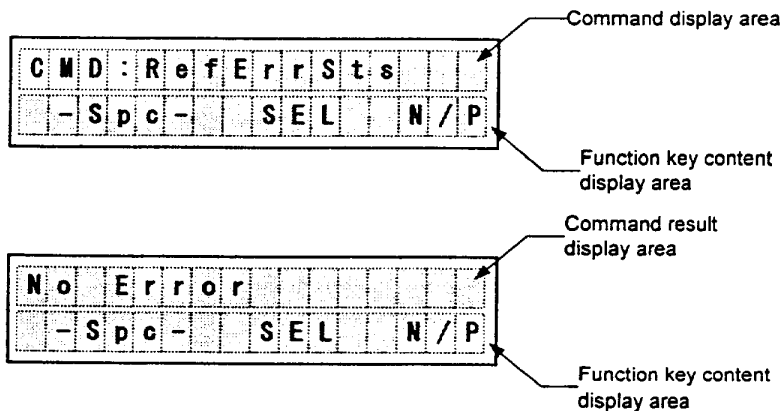 Command display area
CMD:RefErrSts
-Spc- SEL N/P
Function key content
display area
Command result
display area
No Error
-Spc- SEL N/P
Function key content
display area